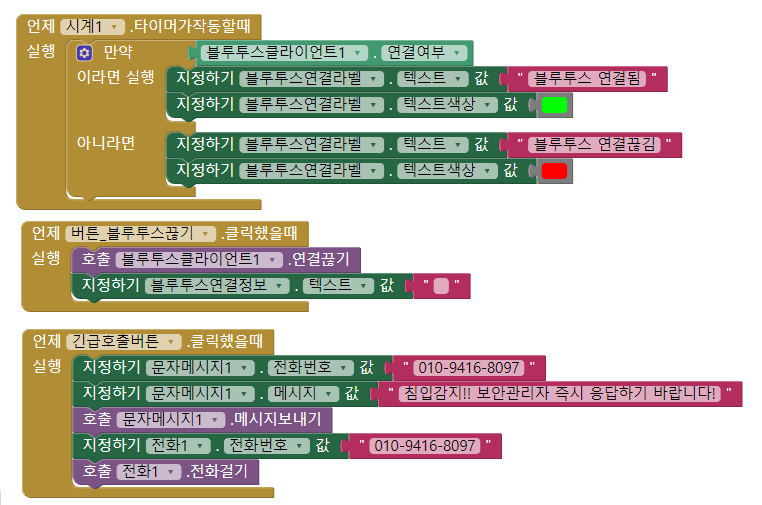 언제 시계1 .타이머가작동할때
실행 만약 블루투스클라이언트1 . 연결여부
이라면 실행 지정하기 블루투스연결라벨 . 텍스트 값 " 블루투스 연결됨 "
지정하기 블루투스연결라벨 . 텍스트색상 값
아니라면 지정하기 블루투스연결라벨 . 텍스트 값 " 블루투스 연결끊김 "
지정하기 블루투스연결라벨 . 텍스트색상 값
언제 버튼_블루투스끊기 .클릭했을때
실행 호출 블루투스클라이언트1 .연결끊기
지정하기 블루투스연결정보 . 텍스트 값 " "
언제 긴급호출버튼 .클릭했을때
실행 지정하기 문자메시지1 . 전화번호 값 " 010-9416-8097 "
지정하기 문자메시지1 . 메시지 값 " 침입감지!! 보안관리자 즉시 응답하기 바랍니다! "
호출 문자메시지1 .메시지보내기
지정하기 전화1 . 전화번호 값 " 010-9416-8097 "
호출 전화1 .전화걸기